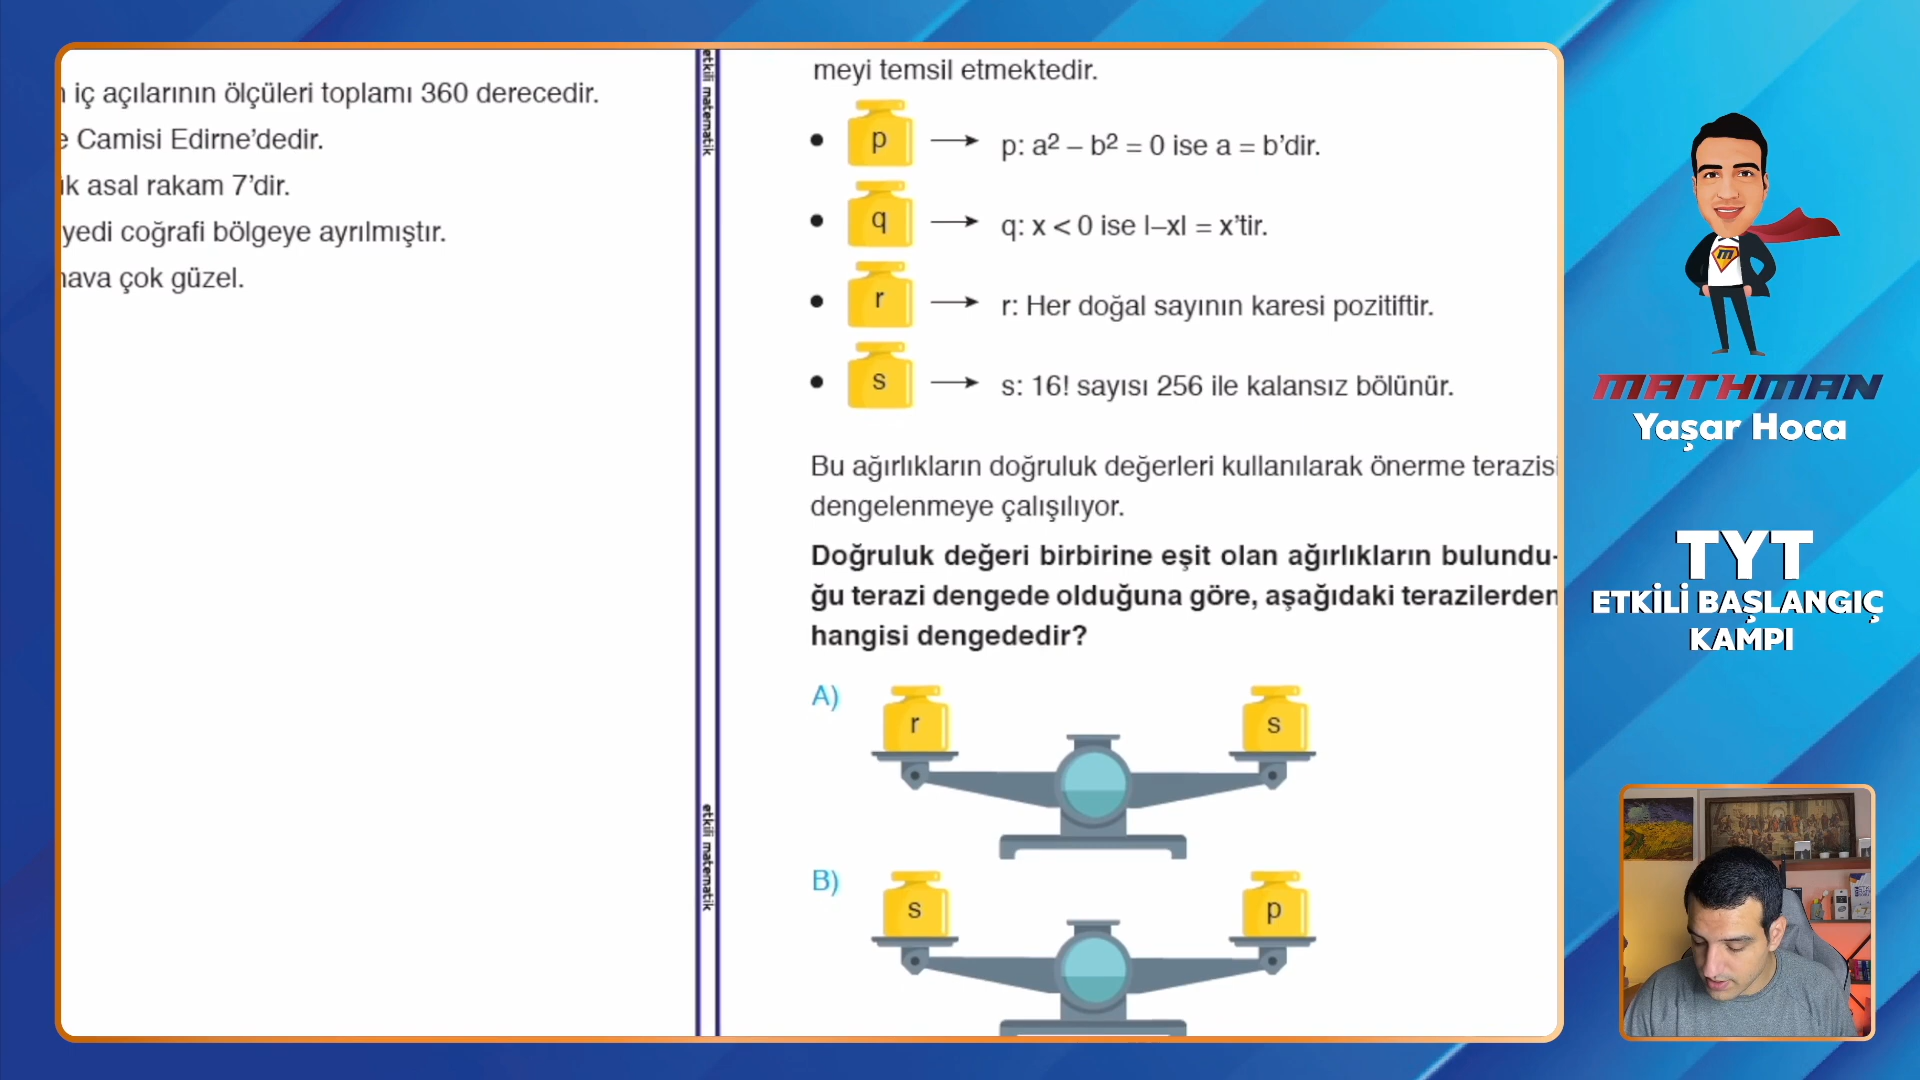 iç açılarının ölçüleri toplamı 360 derecedir.
Camisi Edirne’dedir.
asal rakam 7’dir.
yedi coğrafi bölgeye ayrılmıştır.
çok güzel.
etkili matematik
etkili matematik
meyi temsil etmektedir.
p
p: a² – b² = 0 ise a = b’dir.
q
q: x < 0 ise |–x| = x’tir.
r
r: Her doğal sayının karesi pozitiftir.
s
s: 16! sayısı 256 ile kalansız bölünür.
Bu ağırlıkların doğruluk değerleri kullanılarak önerme terazisi
dengelenmeye çalışılıyor.
Doğruluk değeri birbirine eşit olan ağırlıkların bulundu-
ğu terazi dengede olduğuna göre, aşağıdaki terazilerden
hangisi dengededir?
A)
r
s
B)
s
p
m
MATHMAN
Yaşar Hoca
TYT
ETKİLİ BAŞLANGIÇ
KAMPI